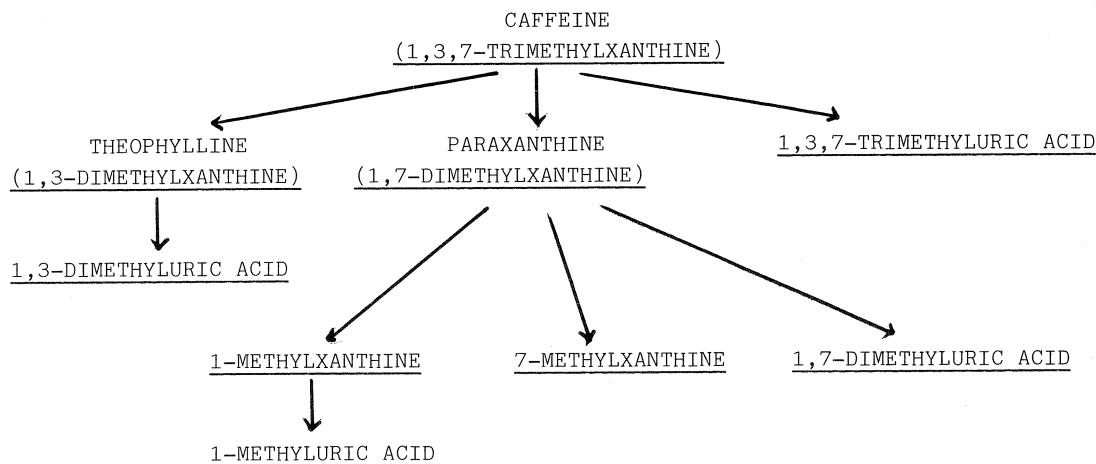 CAFFEINE
(1,3,7-TRIMETHYLXANTHINE)
THEOPHYLLINE
(1,3-DIMETHYLXANTHINE)
PARAXANTHINE
(1,7-DIMETHYLXANTHINE)
1,3,7-TRIMETHYLURIC ACID
1,3-DIMETHYLURIC ACID
1-METHYLXANTHINE
7-METHYLXANTHINE
1,7-DIMETHYLURIC ACID
1-METHYLURIC ACID